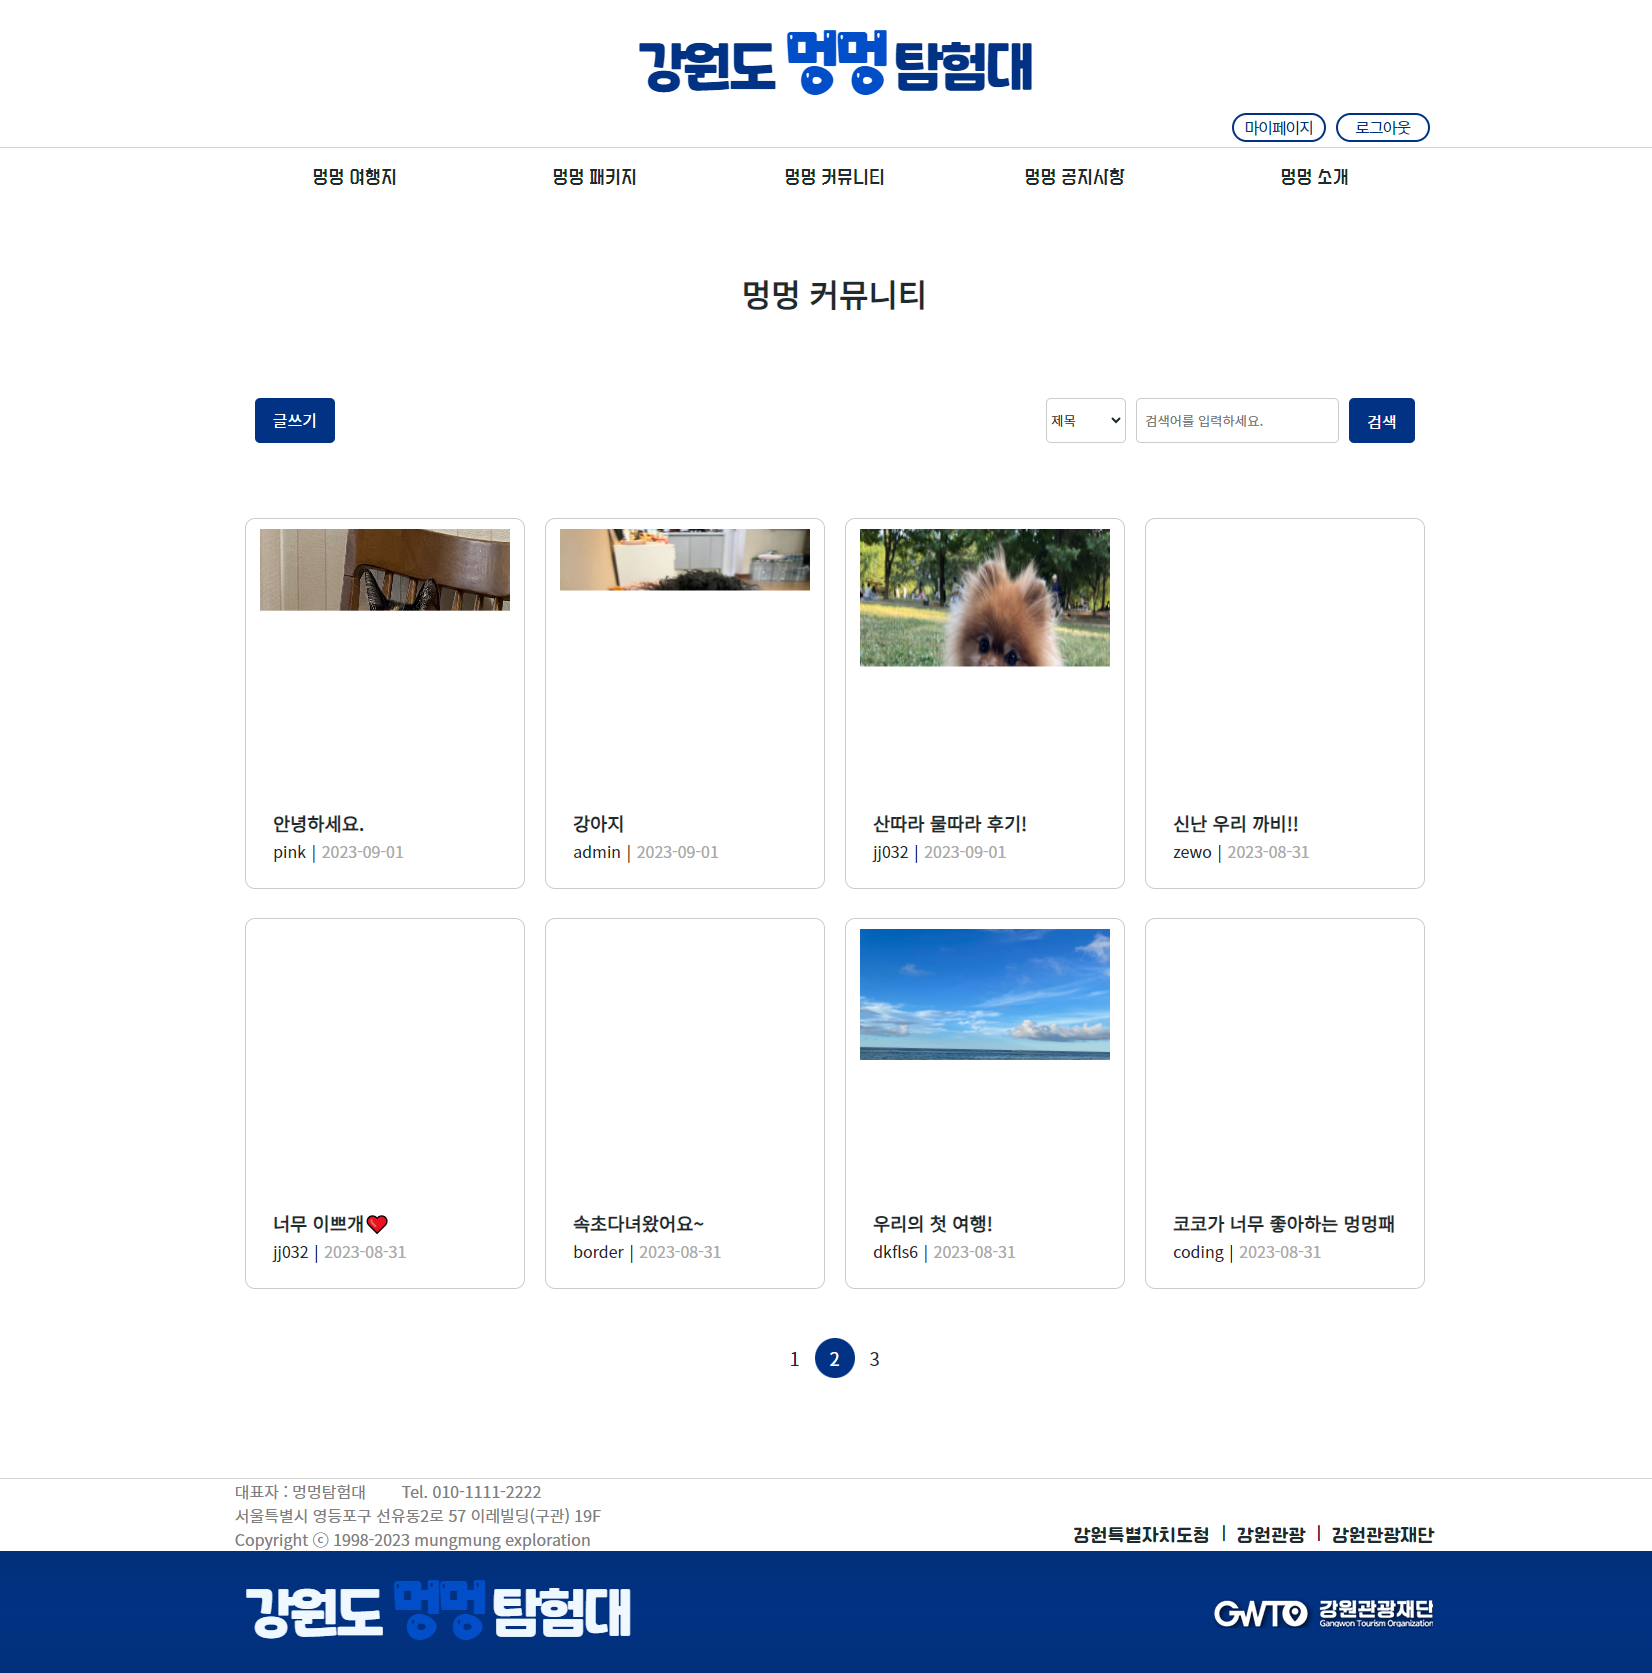 강원도 멍멍 탐험대
마이페이지 로그아웃
멍멍 여행지 멍멍 패키지 멍멍 커뮤니티 멍멍 공지사항 멍멍 소개
멍멍 커뮤니티
글쓰기 제목 검색어를 입력하세요. 검색
안녕하세요. 강아지 산따라 물따라 후기! 신난 우리 까비!!
pink | 2023-09-01 admin | 2023-09-01 jj032 | 2023-09-01 zewo | 2023-08-31
너무 이쁘개❤ 속초다녀왔어요~ 우리의 첫 여행! 코코가 너무 좋아하는 멍멍패
jj032 | 2023-08-31 border | 2023-08-31 dkfls6 | 2023-08-31 coding | 2023-08-31
1 2 3
대표자 : 멍멍탐험대 Tel. 010-1111-2222
서울특별시 영등포구 선유동2로 57 이레빌딩(구관) 19F
Copyright ⓒ 1998-2023 mungmung exploration
강원특별자치도청 | 강원관광 | 강원관광재단
강원도 멍멍 탐험대
GWTO 강원관광재단
Gangwon Tourism Organization